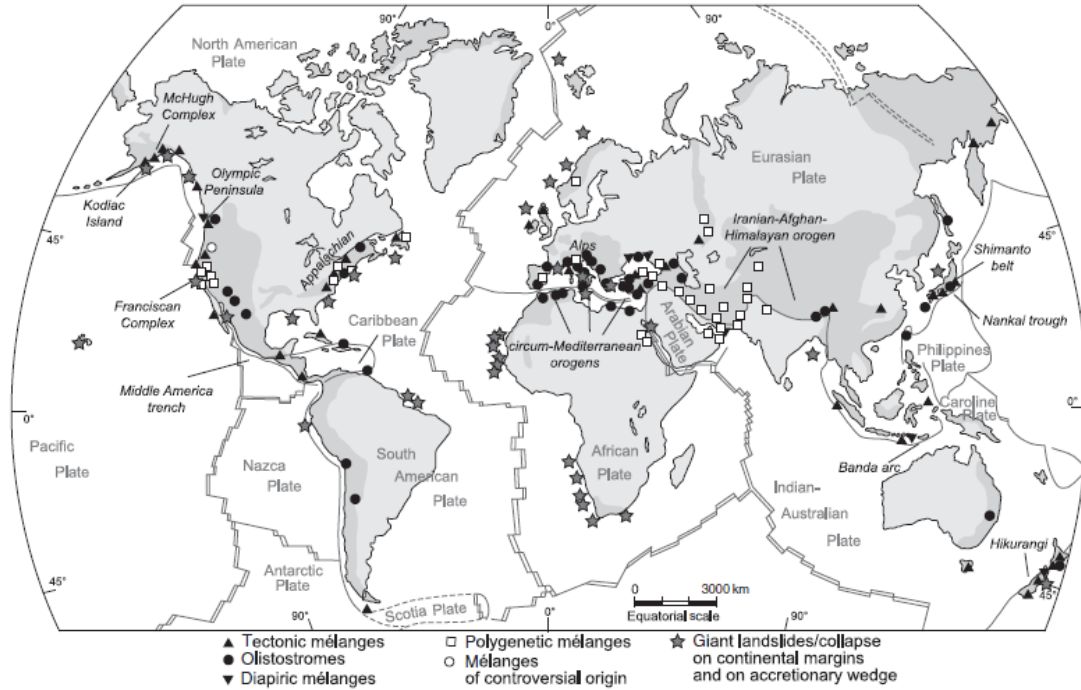 90°
0°
90°
North American
Plate
McHugh
Complex
Olympic
Peninsula
Kodiac
Island
45°
Appalachian
Franciscan
Complex
Caribbean
Plate
Middle America
trench
0°
Pacific
Plate
Nazca
Plate
South
American
Plate
Antarctic
Plate
45°
90°
Scotia Plate
Alps
circum-Mediterranean
orogens
Arabian
Plate
African
Plate
Eurasian
Plate
Iranian-Afghan-
Himalayan orogen
45°
Shimanto
belt
Nankal trough
Philippines
Plate
Caroline
Plate
0°
Banda arc
Indian-
Australian
Plate
Hikurangi
45°
0
3000 km
Equatorial scale
0°
90°
Tectonic mélanges
Olistostromes
Diapiric mélanges
Polygenetic mélanges
Mélanges
of controversial origin
Giant landslides/collapse
on continental margins
and on accretionary wedge